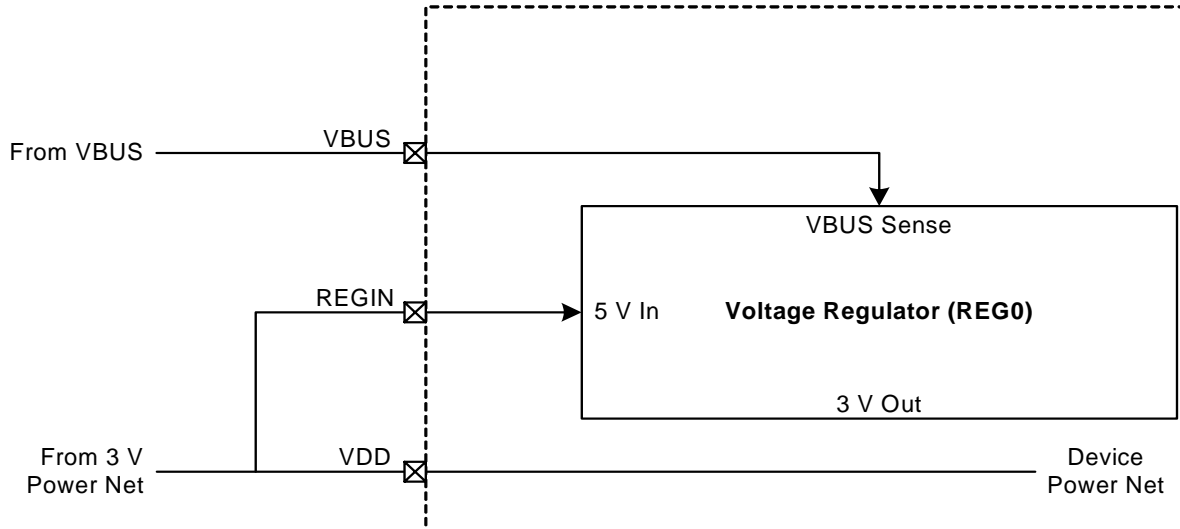 From VBUS
VBUS
VBUS Sense
REGIN
5 V In
Voltage Regulator (REG0)
3 V Out
From 3 V
Power Net
VDD
Device
Power Net